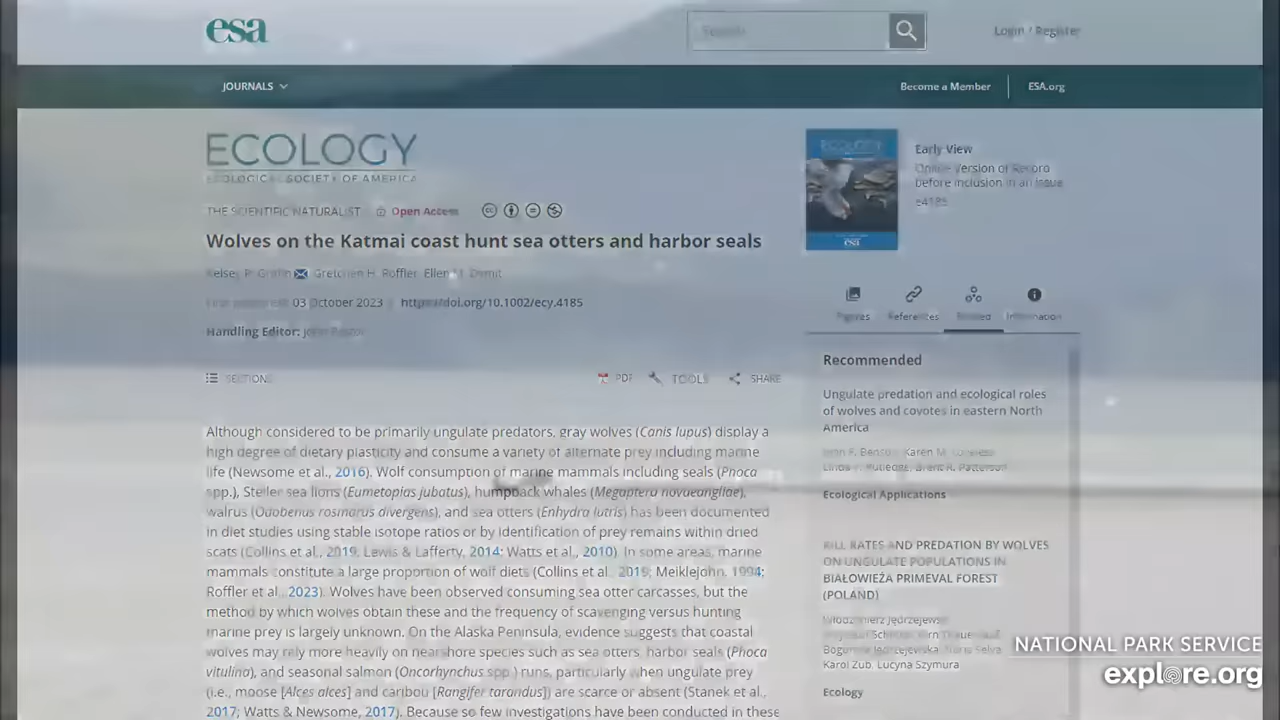 esa
Search
Login / Register
JOURNALS
Become a Member
ESA.org
ECOLOGY
ECOLOGICAL SOCIETY OF AMERICA
THE SCIENTIFIC NATURALIST
Open Access
Wolves on the Katmai coast hunt sea otters and harbor seals
Gretchen H. Roffler, Ellen
03 October 2023
https://doi.org/10.1002/ecy.4185
Handling Editor:
SECTIONS
PDF
TOOLS
SHARE
Although considered to be primarily ungulate predators, gray wolves (Canis lupus) display a
high degree of dietary plasticity and consume a variety of alternate prey including marine
life (Newsome et al., 2016). Wolf consumption of marine mammals including seals (Phoca
spp.), Steller sea lions (Eumetopias jubatus), humpback whales (Megaptera novaeangliae),
walrus (Odobenus rosmarus divergens), and sea otters (Enhydra lutris) has been documented
in diet studies using stable isotope ratios or by identification of prey remains within dried
scats (Collins et al., 2019; Lewis & Lafferty, 2014; Watts et al., 2010). In some areas, marine
mammals constitute a large proportion of wolf diets (Collins et al., 2019; Meiklejohn, 1994;
Roffler et al., 2023). Wolves have been observed consuming sea otter carcasses, but the
method by which wolves obtain these and the frequency of scavenging versus hunting
marine prey is largely unknown. On the Alaska Peninsula, evidence suggests that coastal
wolves may rely more heavily on nearshore species such as sea otters, harbor seals (Phoca
vitulina), and seasonal salmon (Oncorhynchus spp.) runs, particularly when ungulate prey
(i.e., moose [Alces alces] and caribou [Rangifer tarandus]) are scarce or absent (Stanek et al.,
2017; Watts & Newsome, 2017). Because so few investigations have been conducted in these
ECOLOGY
esa
Early View
Online Version of Record
before inclusion in an issue
e4185
Figures
References
Related
Information
Recommended
Ungulate predation and ecological roles
of wolves and coyotes in eastern North
America
John F. Benson, Karen M. Loveless,
Linda Y. Rutledge, Brent R. Patterson
Ecological Applications
KILL RATES AND PREDATION BY WOLVES
ON UNGULATE POPULATIONS IN
BIAŁOWIEŻA PRIMEVAL FOREST
(POLAND)
Włodzimierz Jędrzejewski,
Karol Zub, Lucyna Szymura
Ecology
NATIONAL PARK SERVICE
explore.org